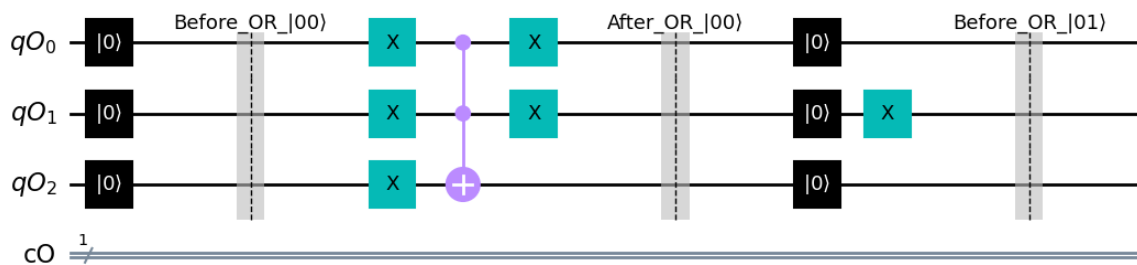 Before_OR_|00⟩ After_OR_|00⟩ Before_OR_|01⟩
qO₀ |0⟩ X X |0⟩
qO₁ |0⟩ X X |0⟩ X
qO₂ |0⟩ X |0⟩
1
cO